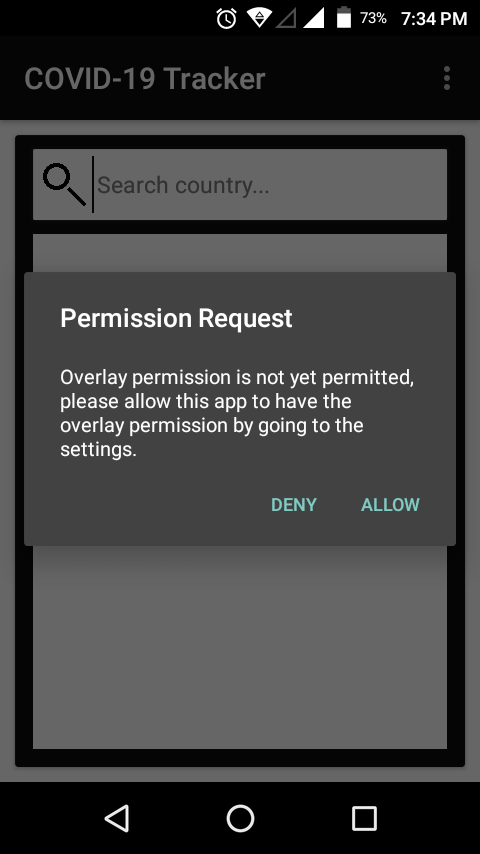 73% 7:34 PM
COVID-19 Tracker
Search country...
Permission Request
Overlay permission is not yet permitted,
please allow this app to have the
overlay permission by going to the
settings.
DENY ALLOW